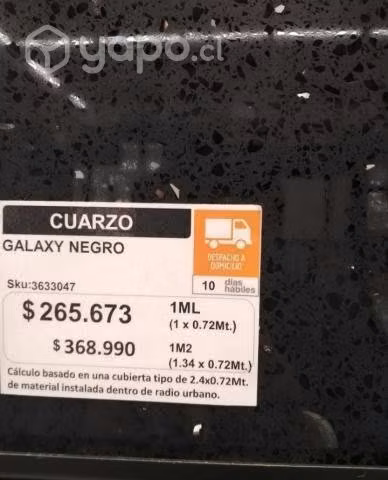 yapo.cl
CUARZO
GALAXY NEGRO
DESPACHO A
DOMICILIO
Sku:3633047
10 días
hábiles
$265.673 1ML
(1 x 0.72Mt.)
$368.990 1M2
(1.34 x 0.72Mt.)
Cálculo basado en una cubierta tipo de 2.4x0.72Mt.
de material instalada dentro de radio urbano.